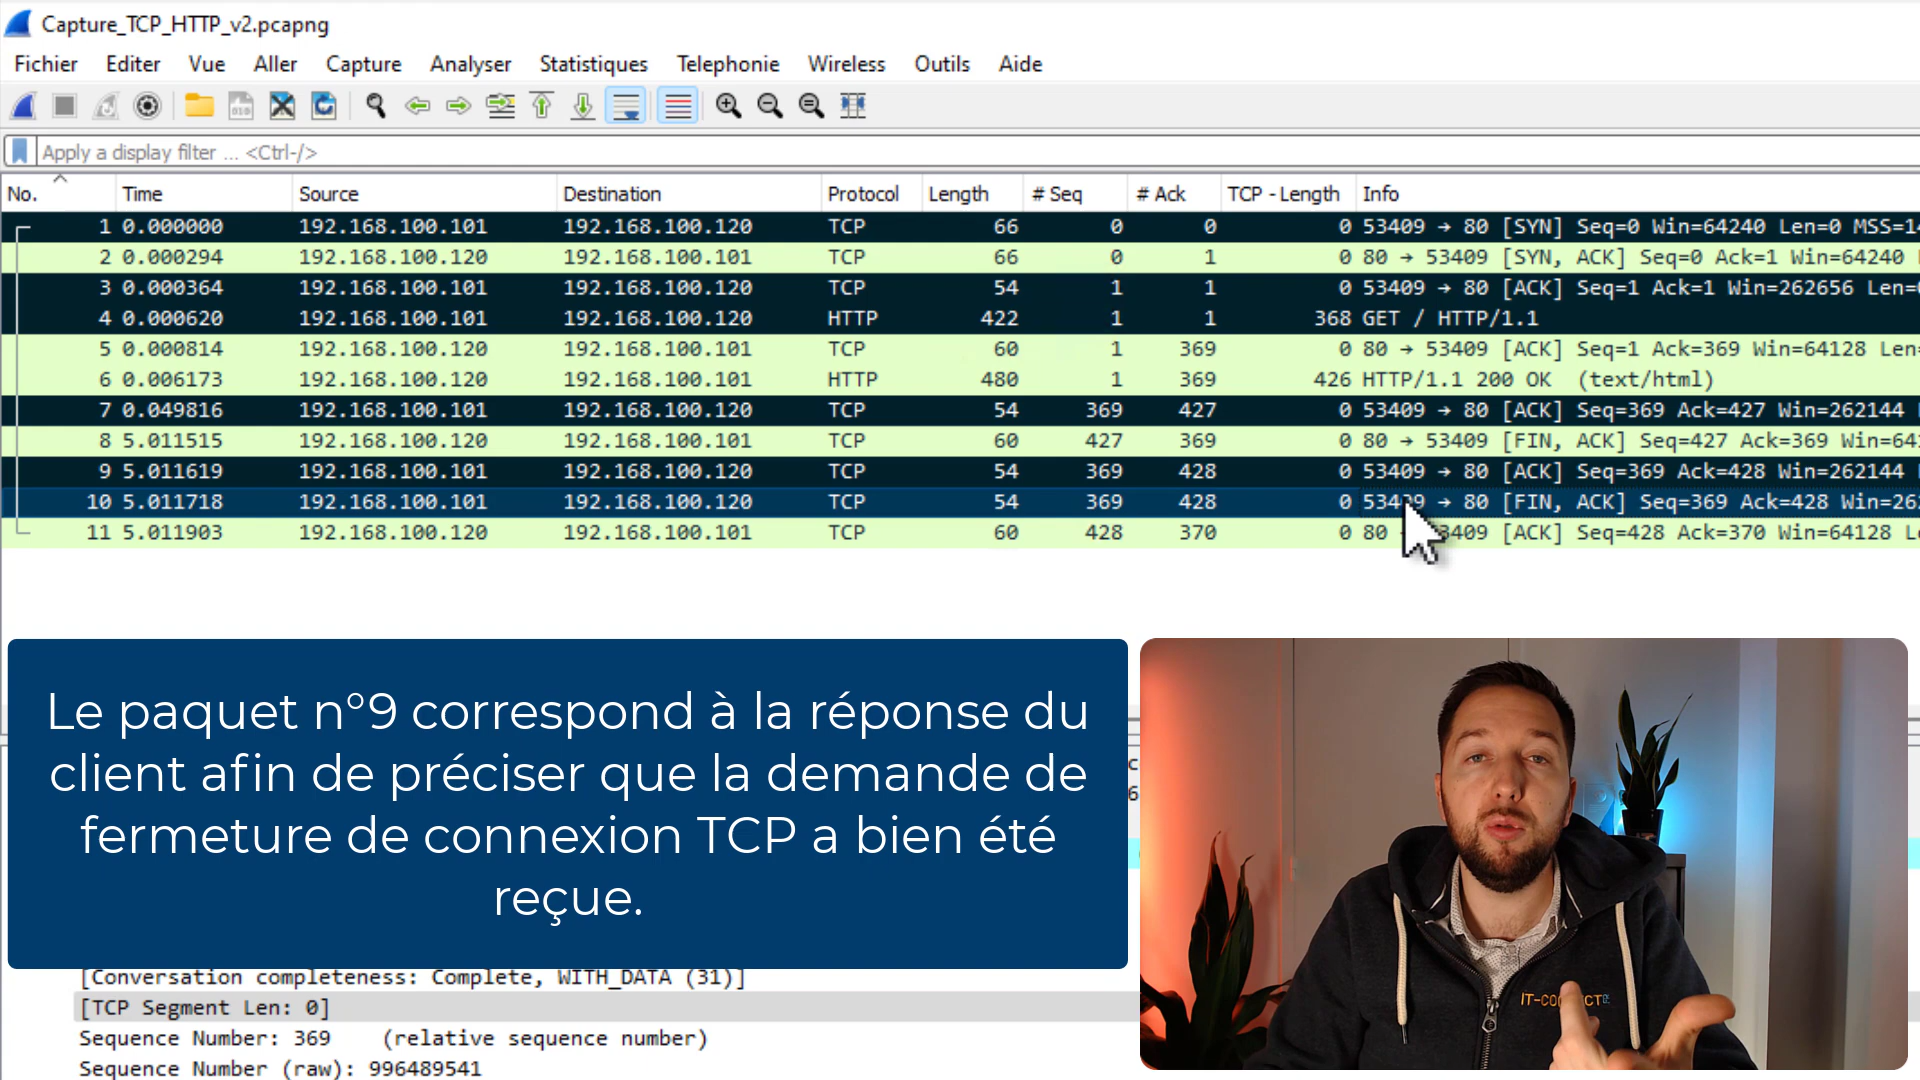 Capture_TCP_HTTP_v2.pcapng
Fichier Editer Vue Aller Capture Analyser Statistiques Telephonie Wireless Outils Aide
Apply a display filter ... <Ctrl-/>
No. Time Source Destination Protocol Length # Seq # Ack TCP - Length Info
1 0.000000 192.168.100.101 192.168.100.120 TCP 66 0 0 0 53409 → 80 [SYN] Seq=0 Win=64240 Len=0
2 0.000294 192.168.100.120 192.168.100.101 TCP 66 0 1 0 80 → 53409 [SYN, ACK] Seq=0 Ack=1 Win=64240
3 0.000364 192.168.100.101 192.168.100.120 TCP 54 1 1 0 53409 → 80 [ACK] Seq=1 Ack=1 Win=262656
4 0.000620 192.168.100.101 192.168.100.120 HTTP 422 1 1 368 GET / HTTP/1.1
5 0.000814 192.168.100.120 192.168.100.101 TCP 60 1 369 0 80 → 53409 [ACK] Seq=1 Ack=369 Win=64128
6 0.006173 192.168.100.120 192.168.100.101 HTTP 480 1 369 426 HTTP/1.1 200 OK (text/html)
7 0.049816 192.168.100.101 192.168.100.120 TCP 54 369 427 0 53409 → 80 [ACK] Seq=369 Ack=427 Win=262144
8 5.011515 192.168.100.120 192.168.100.101 TCP 60 427 369 0 80 → 53409 [FIN, ACK] Seq=427 Ack=369
9 5.011619 192.168.100.101 192.168.100.120 TCP 54 369 428 0 53409 → 80 [ACK] Seq=369 Ack=428 Win=262144
10 5.011718 192.168.100.101 192.168.100.120 TCP 54 369 428 0 → 80 [FIN, ACK] Seq=369 Ack=428
11 5.011903 192.168.100.120 192.168.100.101 TCP 60 428 370 0 80 [ACK] Seq=428 Ack=370 Win=64128
Le paquet n°9 correspond à la réponse du
client afin de préciser que la demande de
fermeture de connexion TCP a bien été
reçue.
[Conversation completeness: Complete, WITH_DATA (31)]
[TCP Segment Len: 0]
Sequence Number: 369 (relative sequence number)
Sequence Number (raw): 996489541